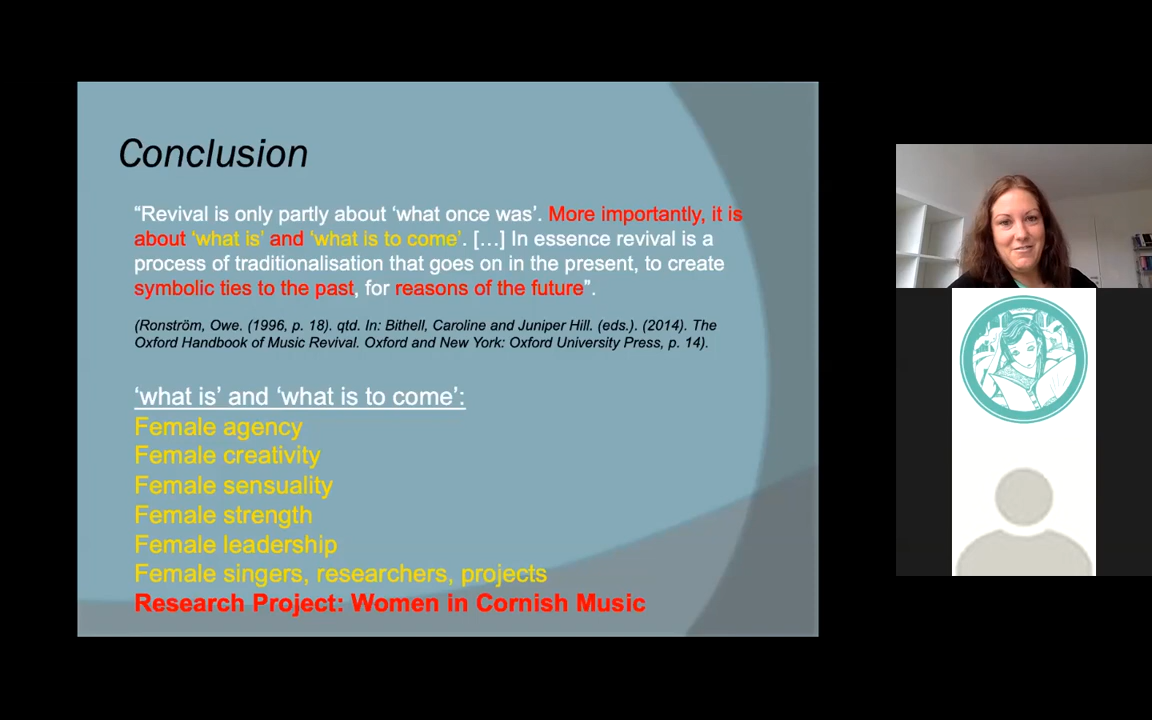 Conclusion
“Revival is only partly about ‘what once was’. More importantly, it is
about ‘what is’ and ‘what is to come’. […] In essence revival is a
process of traditionalisation that goes on in the present, to create
symbolic ties to the past, for reasons of the future”.
(Ronström, Owe. (1996, p. 18). qtd. In: Bithell, Caroline and Juniper Hill. (eds.). (2014). The
Oxford Handbook of Music Revival. Oxford and New York: Oxford University Press, p. 14).
‘what is’ and ‘what is to come’:
Female agency
Female creativity
Female sensuality
Female strength
Female leadership
Female singers, researchers, projects
Research Project: Women in Cornish Music